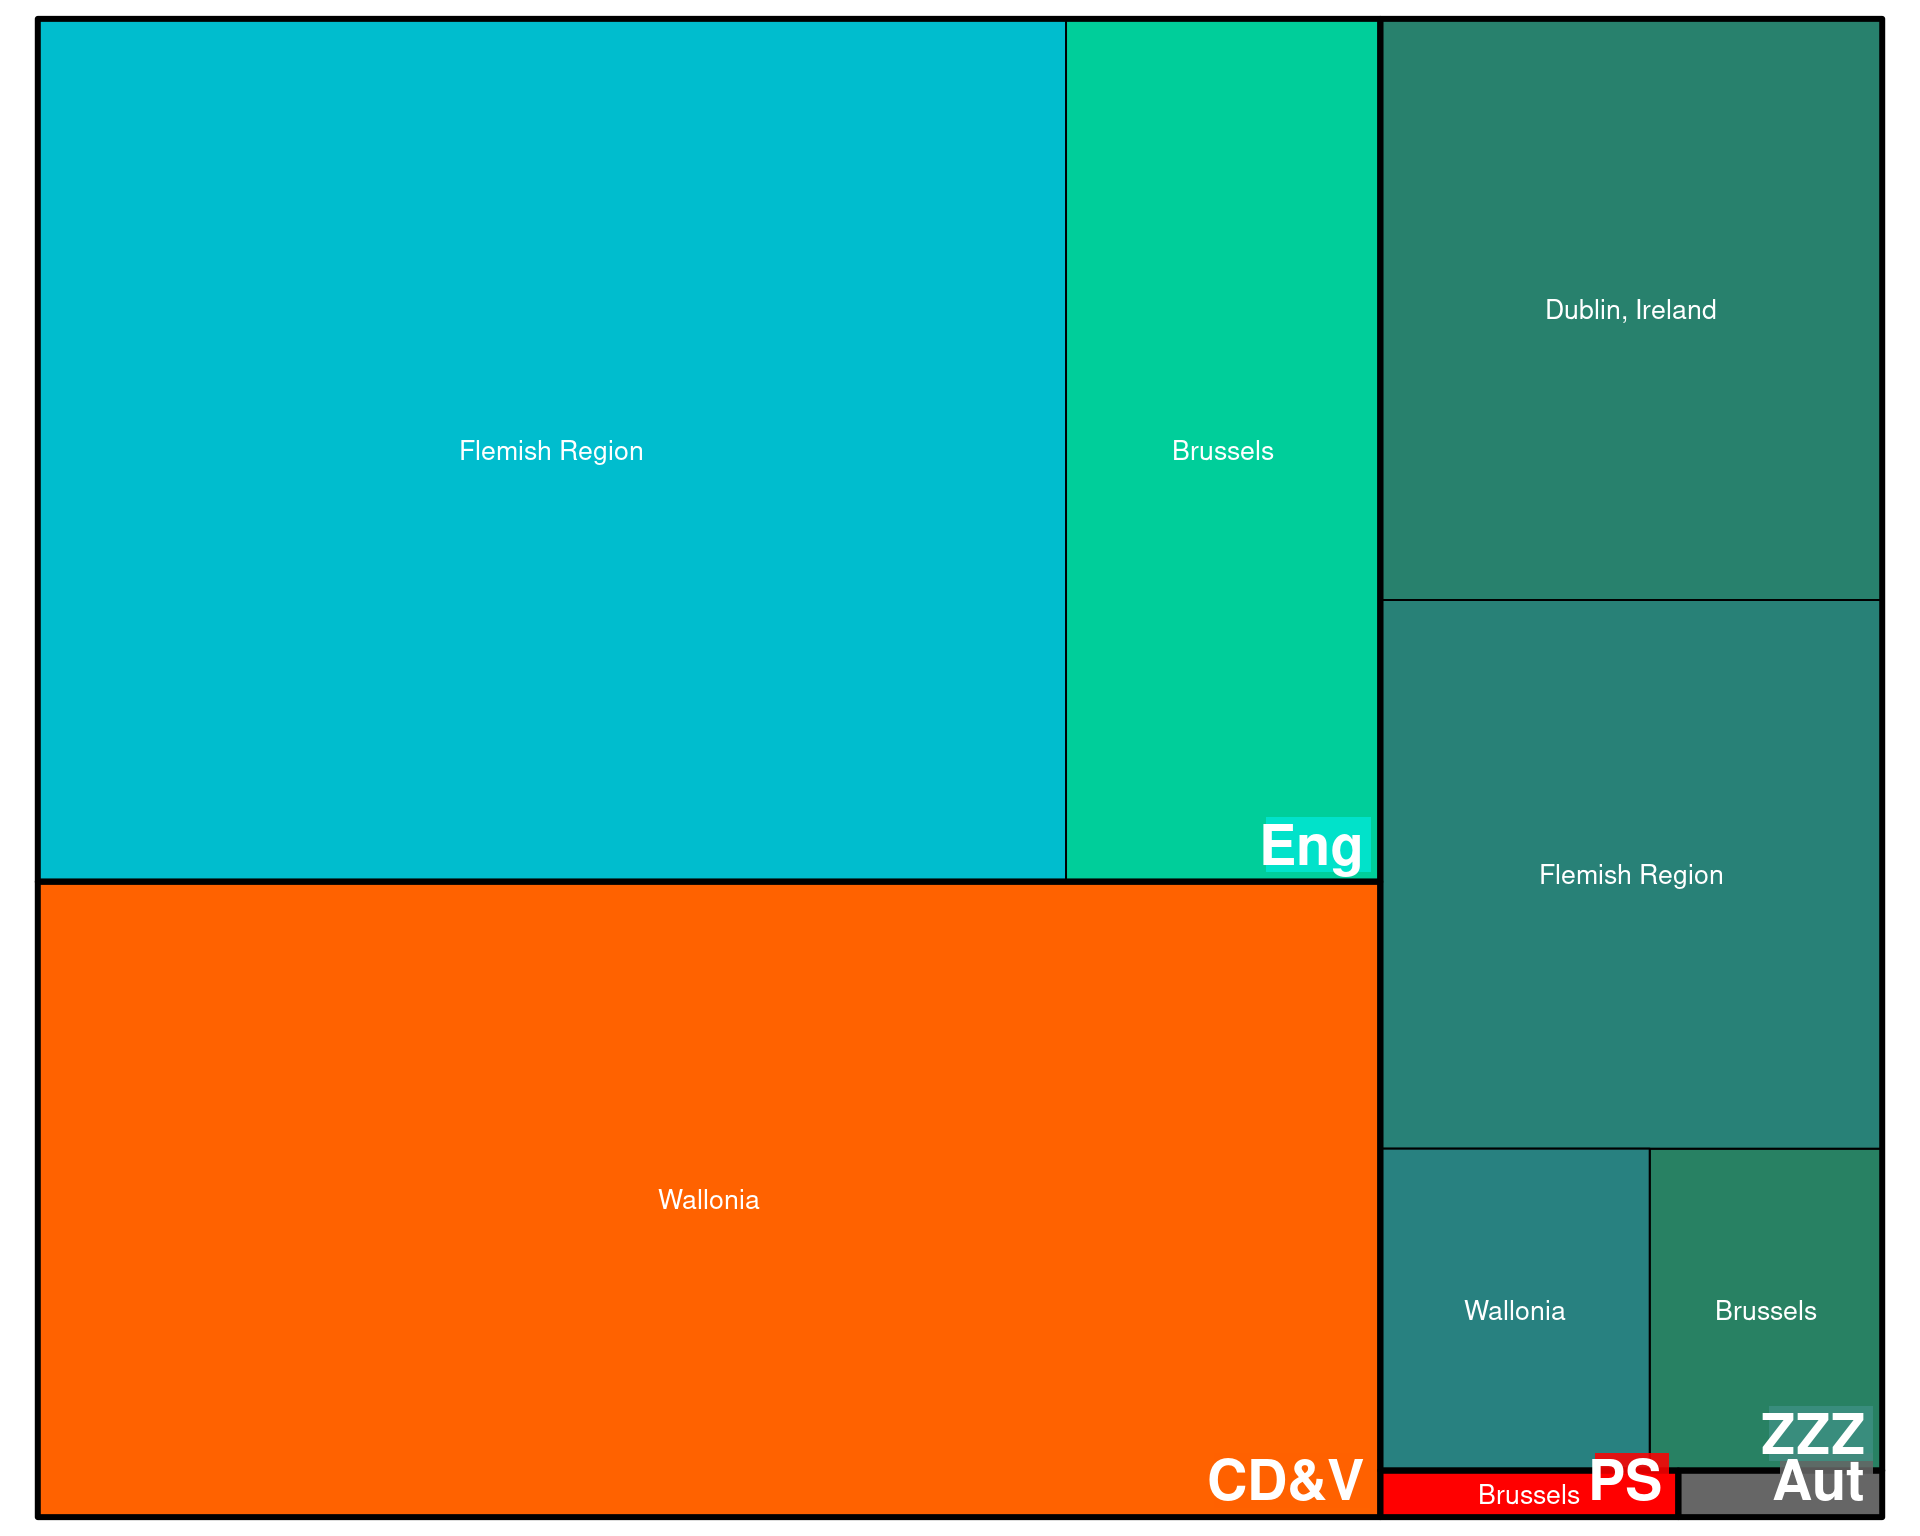 Flemish Region
Brussels
Eng
Wallonia
CD&V
Dublin, Ireland
Flemish Region
Wallonia
Brussels
ZZZ
Brussels
PS
Aut